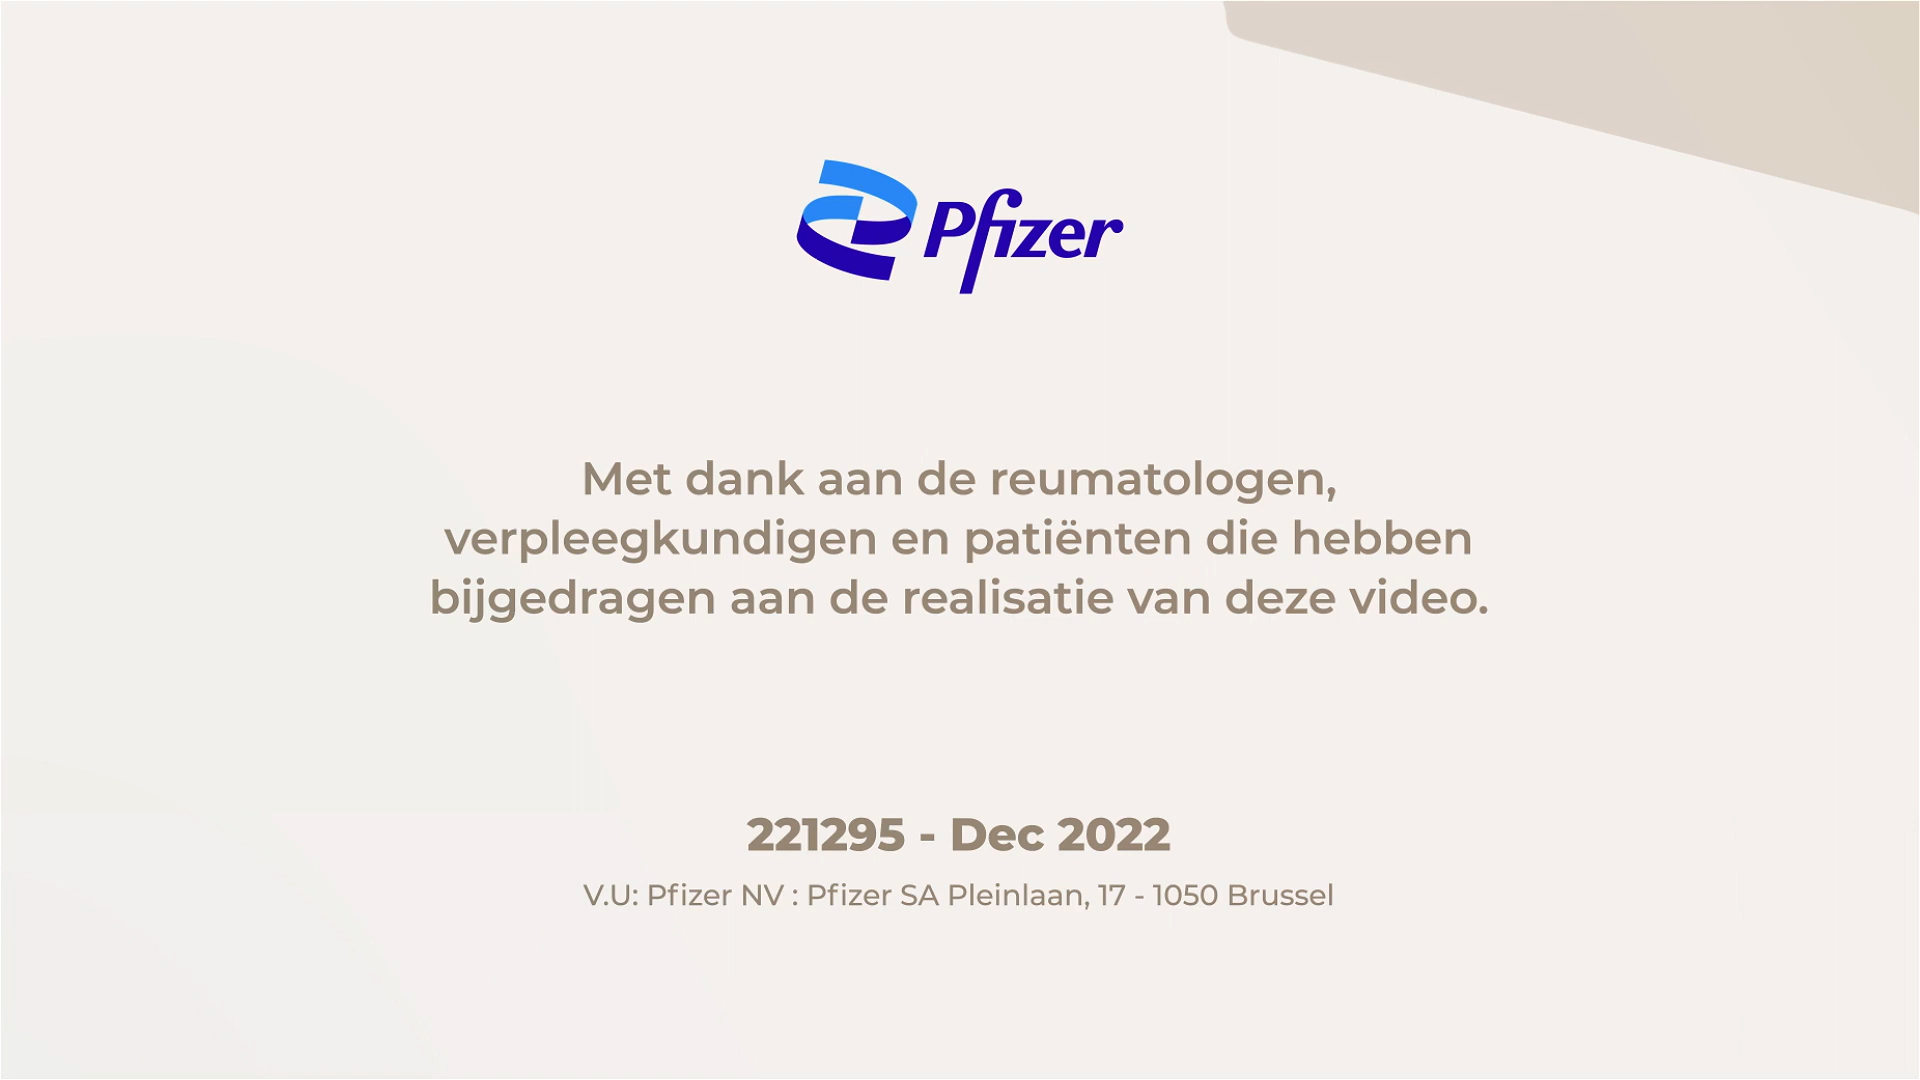 Pfizer
Met dank aan de reumatologen,
verpleegkundigen en patiënten die hebben
bijgedragen aan de realisatie van deze video.
221295 - Dec 2022
V.U: Pfizer NV : Pfizer SA Pleinlaan, 17 - 1050 Brussel